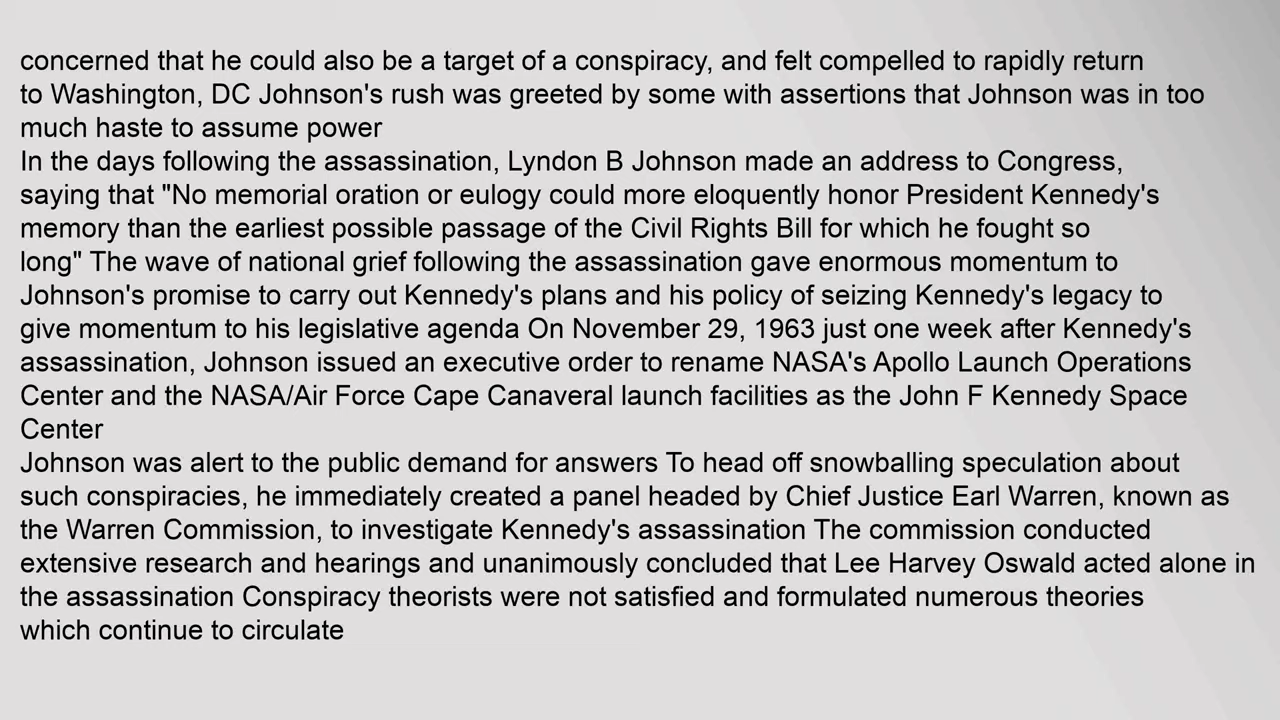 concerned that he could also be a target of a conspiracy, and felt compelled to rapidly return
to Washington, DC Johnson's rush was greeted by some with assertions that Johnson was in too
much haste to assume power
In the days following the assassination, Lyndon B Johnson made an address to Congress,
saying that "No memorial oration or eulogy could more eloquently honor President Kennedy's
memory than the earliest possible passage of the Civil Rights Bill for which he fought so
long" The wave of national grief following the assassination gave enormous momentum to
Johnson's promise to carry out Kennedy's plans and his policy of seizing Kennedy's legacy to
give momentum to his legislative agenda On November 29, 1963 just one week after Kennedy's
assassination, Johnson issued an executive order to rename NASA's Apollo Launch Operations
Center and the NASA/Air Force Cape Canaveral launch facilities as the John F Kennedy Space
Center
Johnson was alert to the public demand for answers To head off snowballing speculation about
such conspiracies, he immediately created a panel headed by Chief Justice Earl Warren, known as
the Warren Commission, to investigate Kennedy's assassination The commission conducted
extensive research and hearings and unanimously concluded that Lee Harvey Oswald acted alone in
the assassination Conspiracy theorists were not satisfied and formulated numerous theories
which continue to circulate